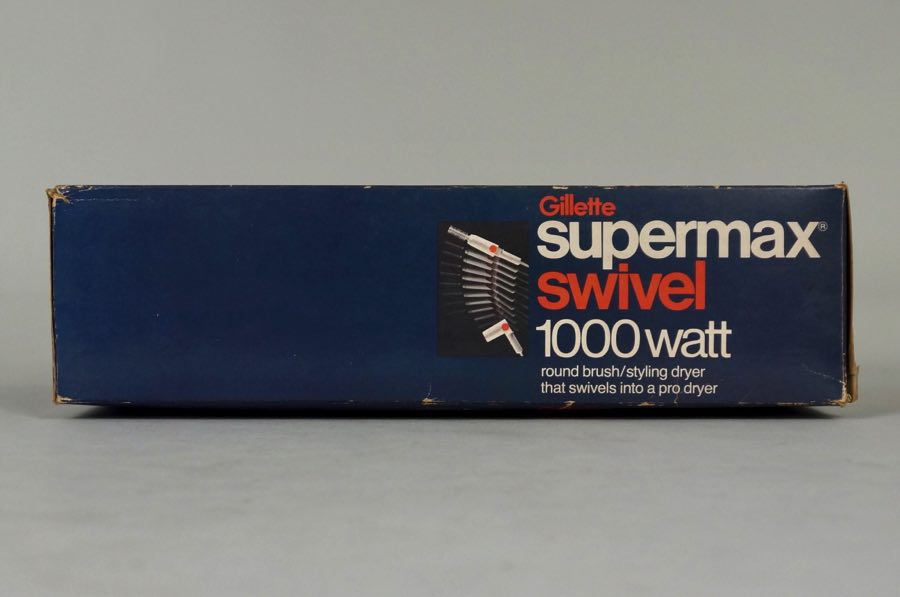 Gillette
supermax®
swivel
1000 watt
round brush/styling dryer
that swivels into a pro dryer